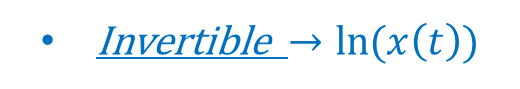 • Invertible → ln(x(t))